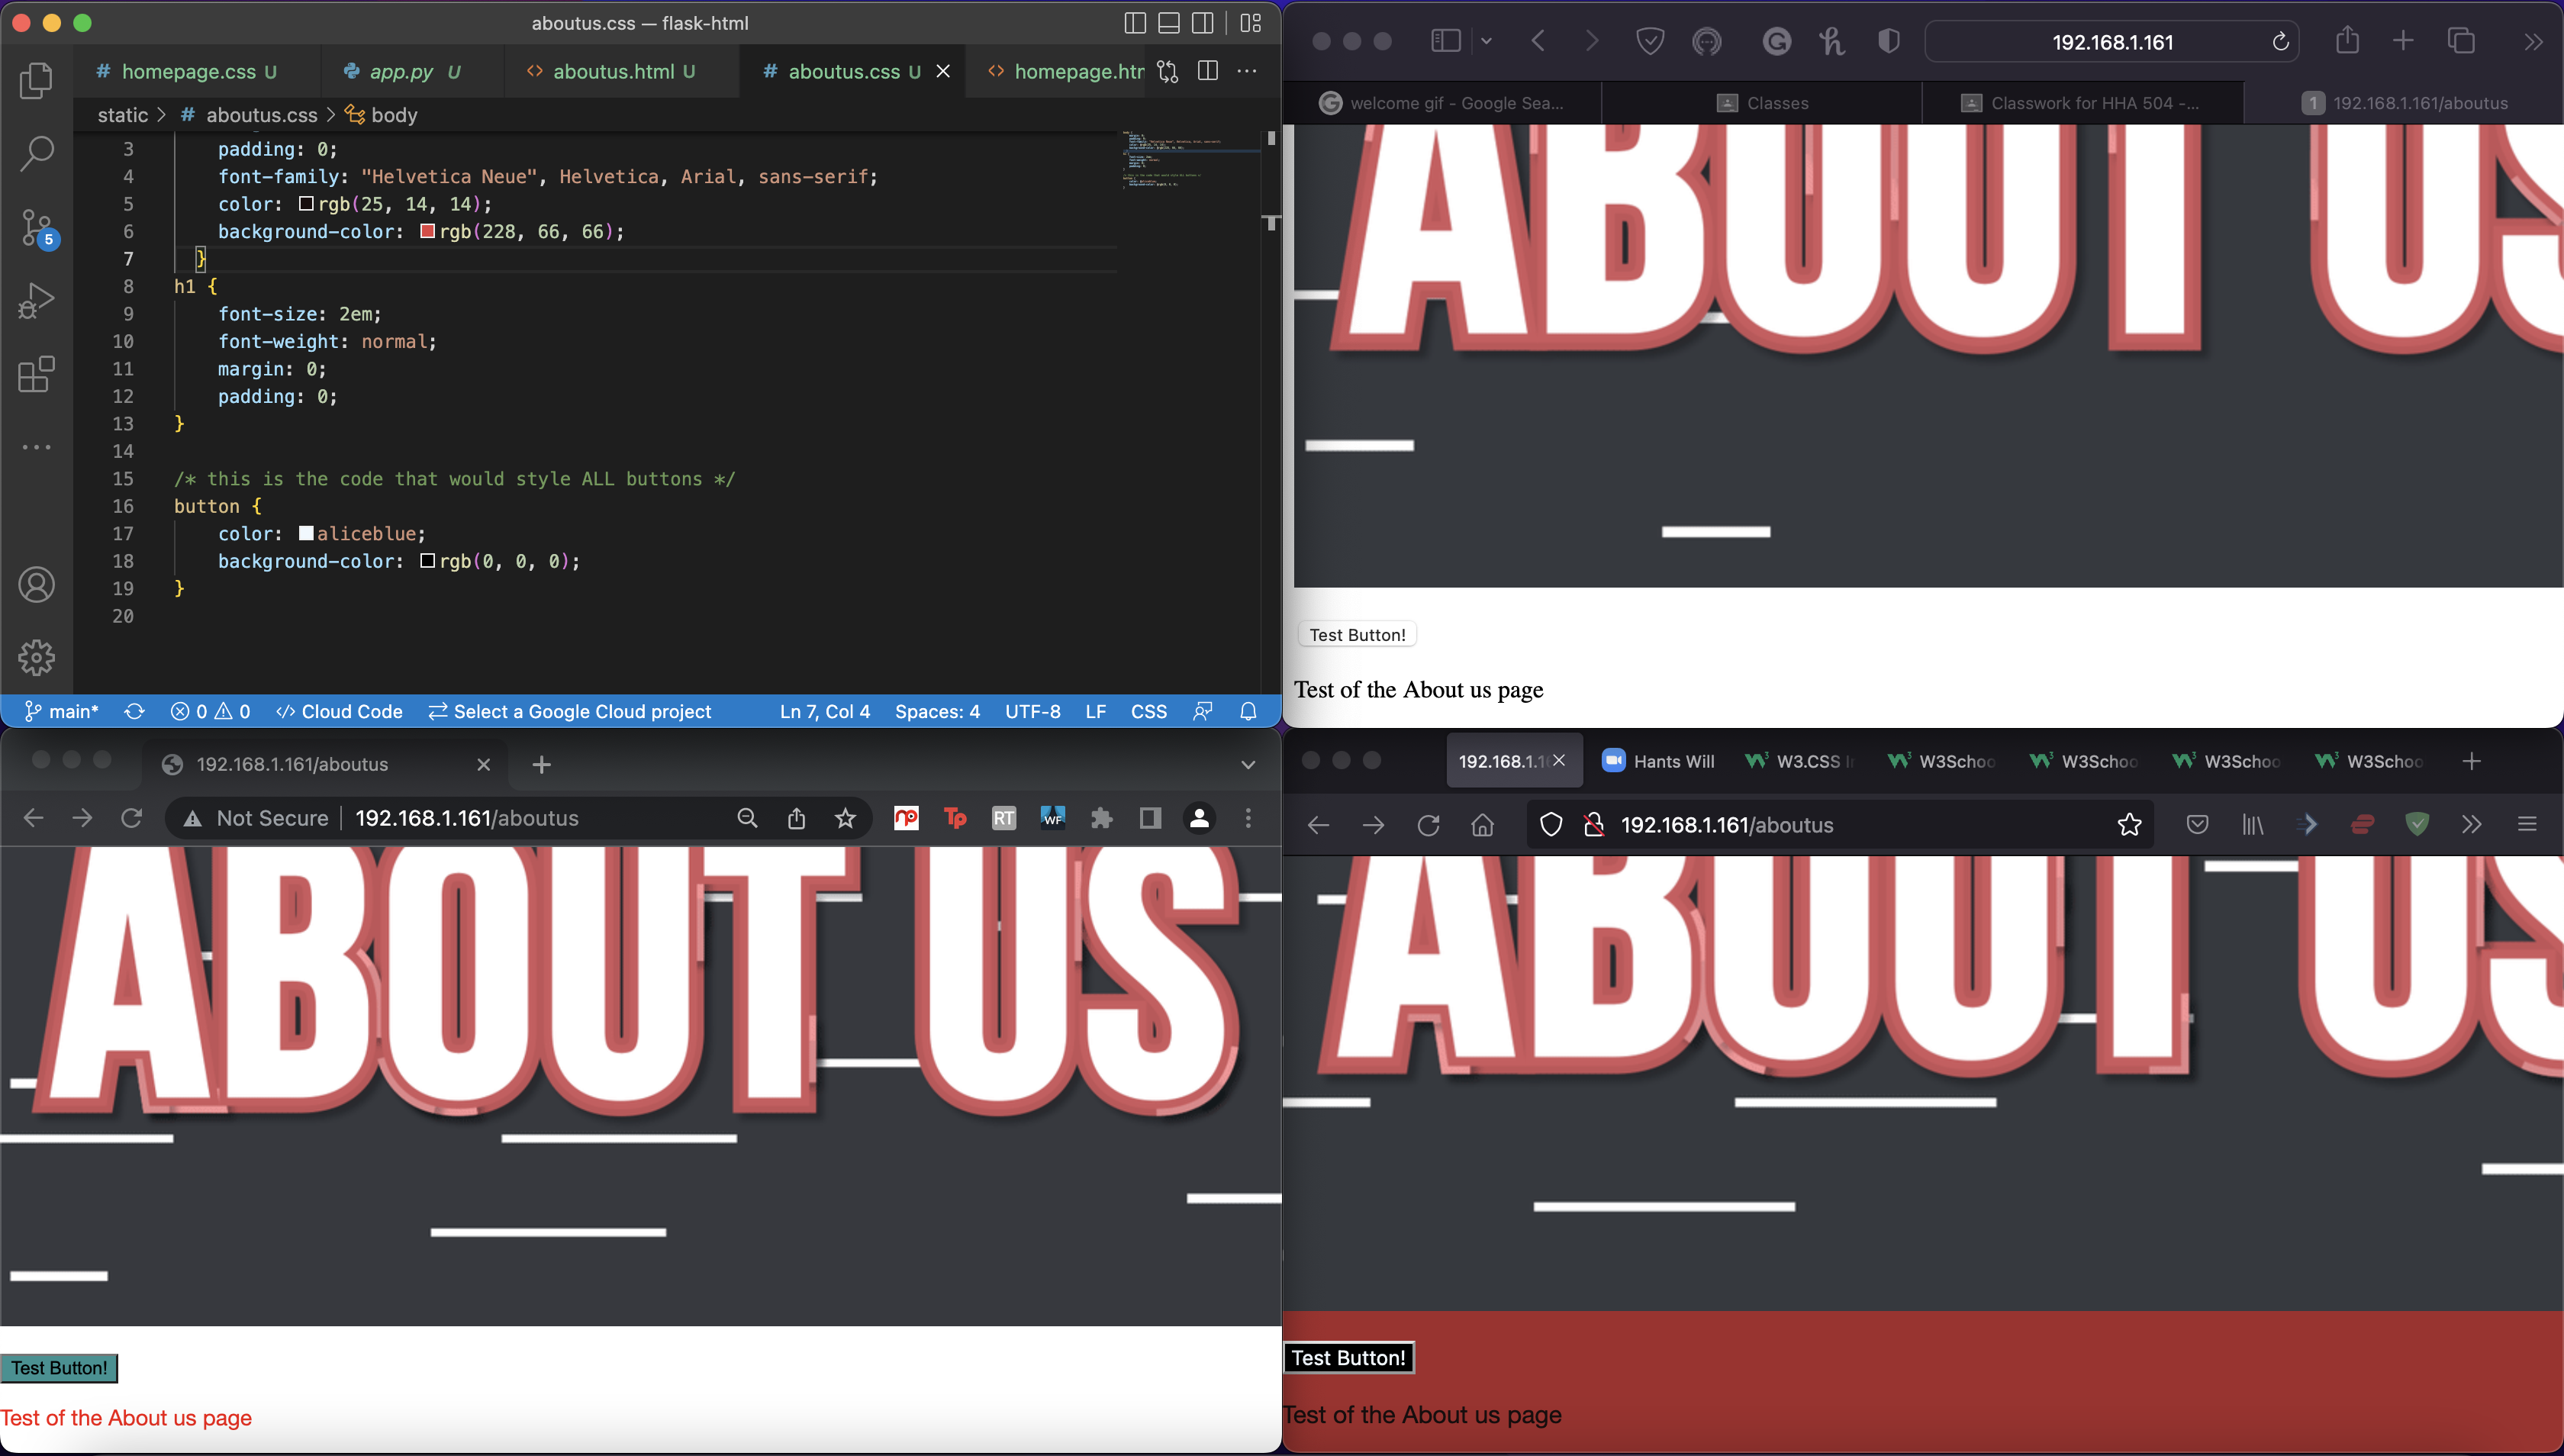 aboutus.css — flask-html
homepage.css U
app.py U
aboutus.html U
aboutus.css U
static > # aboutus.css > body
3 padding: 0;
4 font-family: "Helvetica Neue", Helvetica, Arial, sans-serif;
5 color: rgb(25, 14, 14);
6 background-color: rgb(228, 66, 66);
7 }
8 h1 {
9 font-size: 2em;
10 font-weight: normal;
11 margin: 0;
12 padding: 0;
13 }
14
15 /* this is the code that would style ALL buttons */
16 button {
17 color: aliceblue;
18 background-color: rgb(0, 0, 0);
19 }
20
5
main* 0 0 Cloud Code Select a Google Cloud project Ln 7, Col 4 Spaces: 4 UTF-8 LF CSS
192.168.1.161
welcome gif - Google Sea...
Classes
Classwork for HHA 504 -...
1 192.168.1.161/aboutus
ABOUT US
Test Button!
Test of the About us page
192.168.1.161/aboutus
Not Secure 192.168.1.161/aboutus
Tp RT WF
ABOUT US
Test Button!
Test of the About us page
192.168.1.1
Hants Will
W3.CSS
W3Schoo
W3Schoo
W3Schoo
W3Schoo
192.168.1.161/aboutus
ABOUT US
Test Button!
Test of the About us page